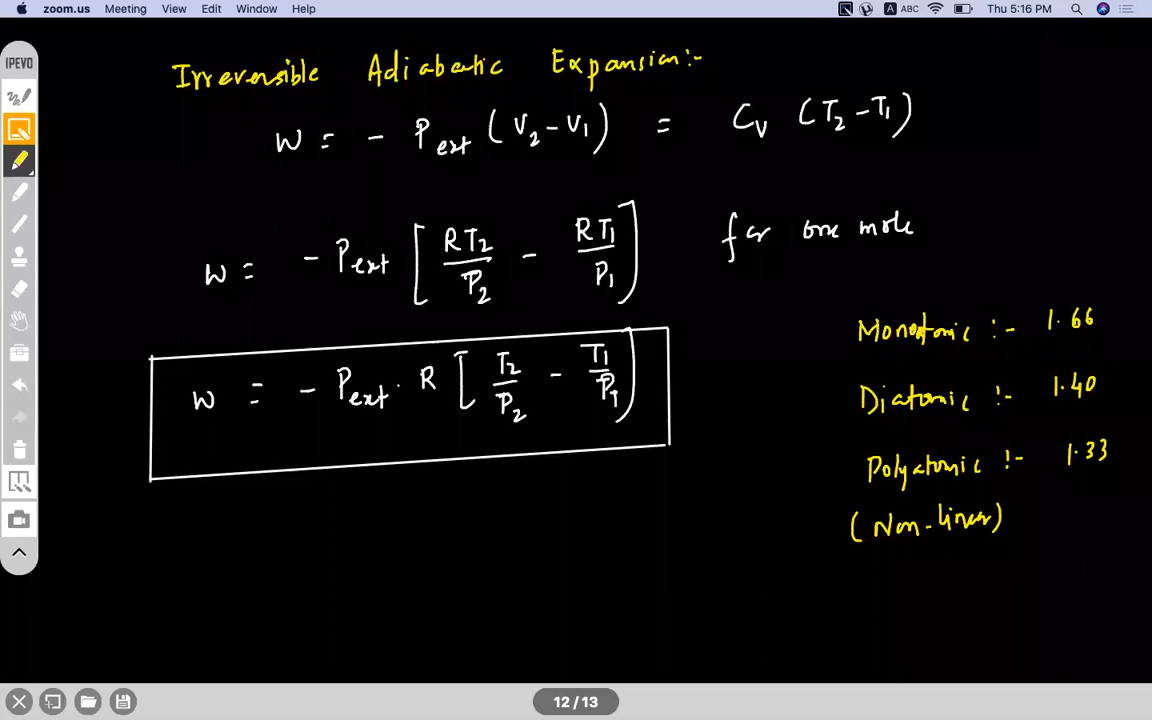 zoom.us Meeting View Edit Window Help
ABC Thu 5:16 PM
IPEVO
Irreversible Adiabatic Expansion:-
W = - Pext (V2 - V1) = Cv (T2 - T1)
W = - Pext [RT2/P2 - RT1/P1] for one mole
Monatomic :- 1.66
W = - Pext . R [T2/P2 - T1/P1]
Diatomic :- 1.40
Polyatomic :- 1.33
(Non-linear)
12 / 13